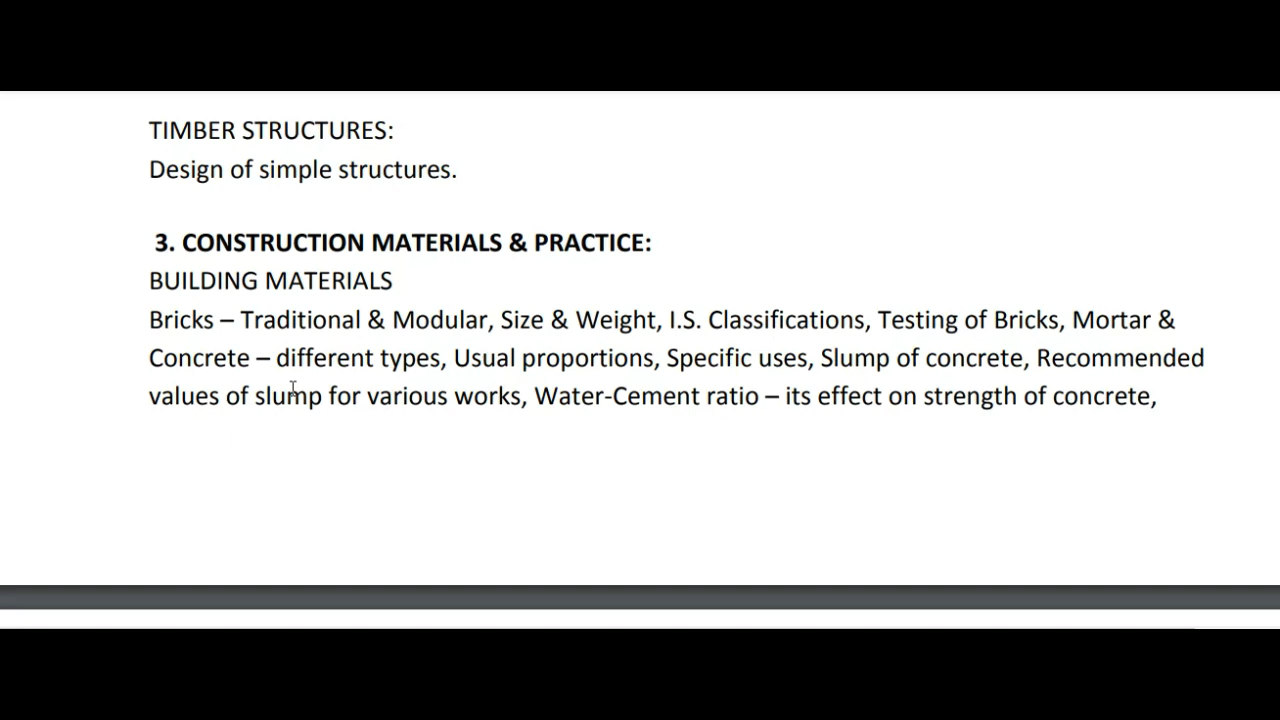 TIMBER STRUCTURES:
Design of simple structures.
3. CONSTRUCTION MATERIALS & PRACTICE:
BUILDING MATERIALS
Bricks – Traditional & Modular, Size & Weight, I.S. Classifications, Testing of Bricks, Mortar &
Concrete – different types, Usual proportions, Specific uses, Slump of concrete, Recommended
values of slump for various works, Water-Cement ratio – its effect on strength of concrete,